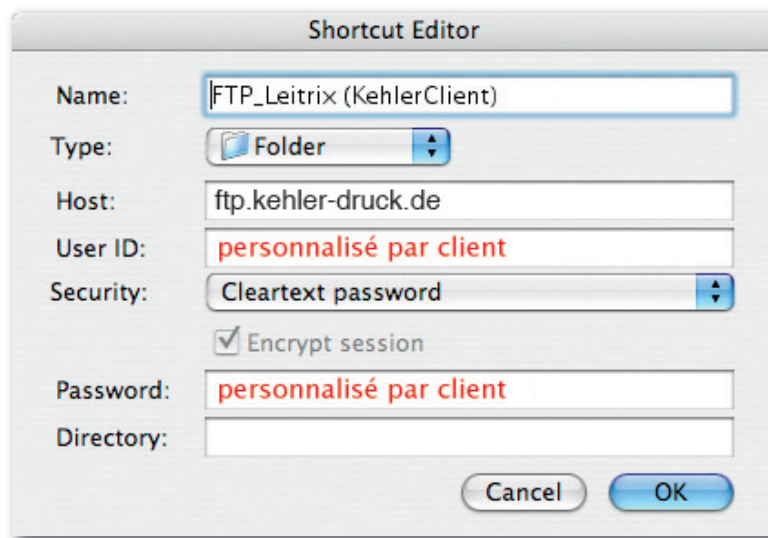 Shortcut Editor
Name: FTP_Leitrix (KehlerClient)
Type: Folder
Host: ftp.kehler-druck.de
User ID: personnalisé par client
Security: Cleartext password
Encrypt session
Password: personnalisé par client
Directory:
Cancel OK